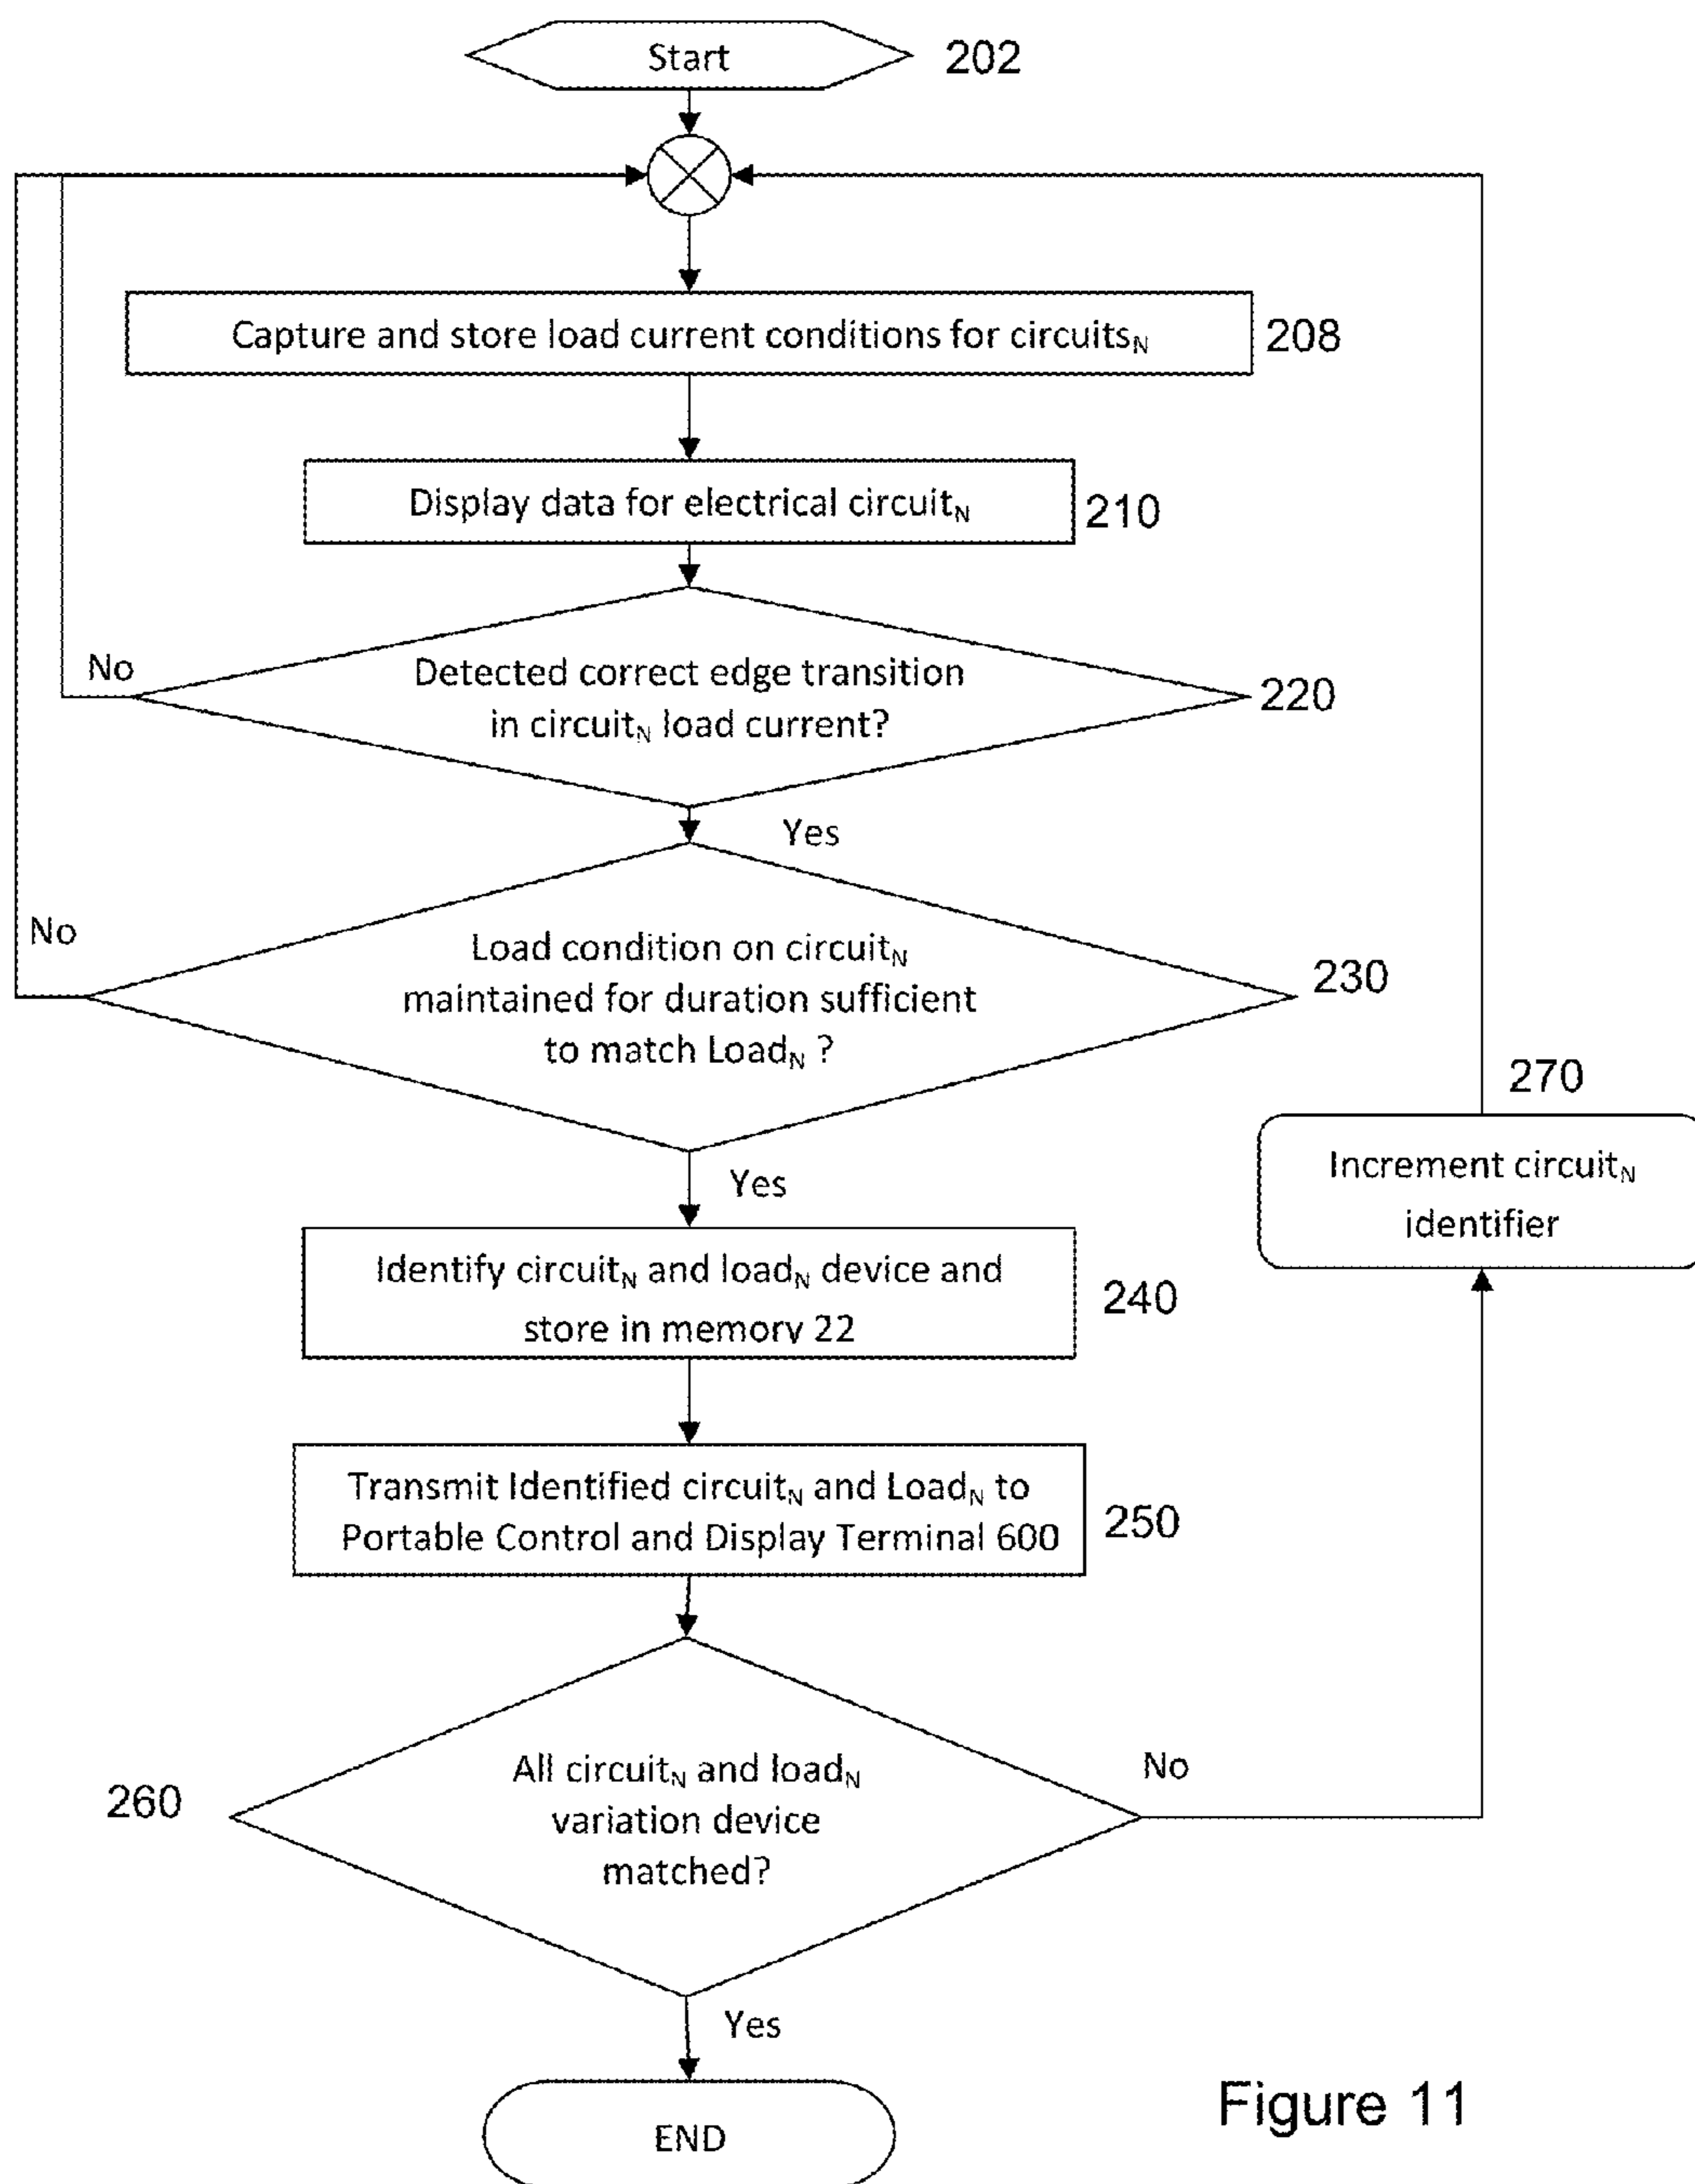 Start
202
Capture and store load current conditions for circuitsN
208
Display data for electrical circuitN
210
No
Detected correct edge transition
in circuitN load current?
220
Yes
No
Load condition on circuitN
maintained for duration sufficient
to match LoadN ?
230
270
Yes
Increment circuitN
identifier
Identify circuitN and loadN device and
store in memory 22
240
Transmit Identified circuitN and LoadN to
Portable Control and Display Terminal 600
250
260
All circuitN and loadN
variation device
matched?
No
Yes
END
Figure 11